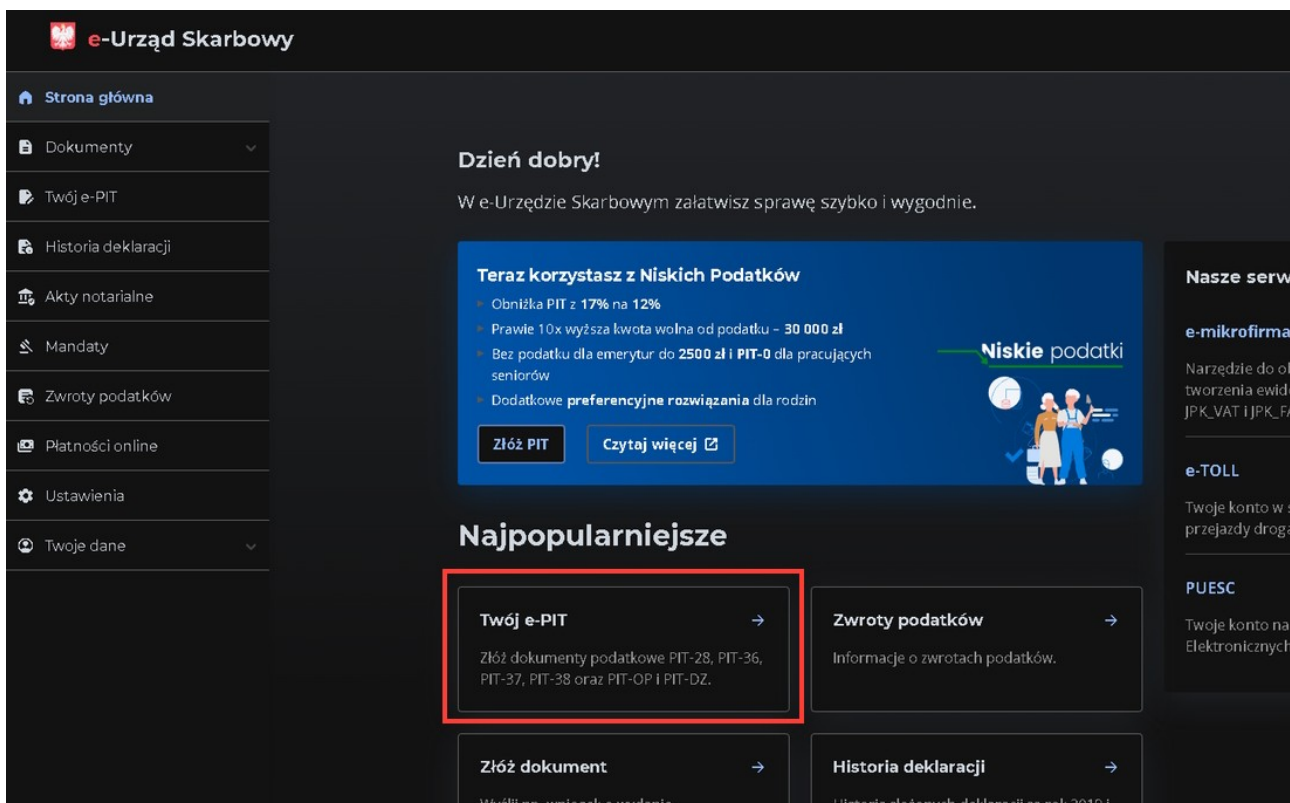 e-Urząd Skarbowy
Strona główna
Dokumenty
Twój e-PIT
Historia deklaracji
Akty notarialne
Mandaty
Zwroty podatków
Płatności online
Ustawienia
Twoje dane
Dzień dobry!
W e-Urzędzie Skarbowym załatwisz sprawę szybko i wygodnie.
Teraz korzystasz z Niskich Podatków
Obniżka PIT z 17% na 12%
Prawie 10x wyższa kwota wolna od podatku – 30 000 zł
Bez podatku dla emerytur do 2500 zł i PIT-0 dla pracujących
seniorów
Dodatkowe preferencyjne rozwiązania dla rodzin
Niskie podatki
Złóż PIT
Czytaj więcej
Najpopularniejsze
Twój e-PIT
Złóż dokumenty podatkowe PIT-28, PIT-36,
PIT-37, PIT-38 oraz PIT-OP i PIT-DZ.
Zwroty podatków
Informacje o zwrotach podatków.
Złóż dokument
Historia deklaracji
Nasze
e-mikrofirma
Narzędzie do
tworzenia
JPK_VAT i
e-TOLL
Twoje konto w
przejazdy
PUESC
Twoje konto na
Elektronicznych